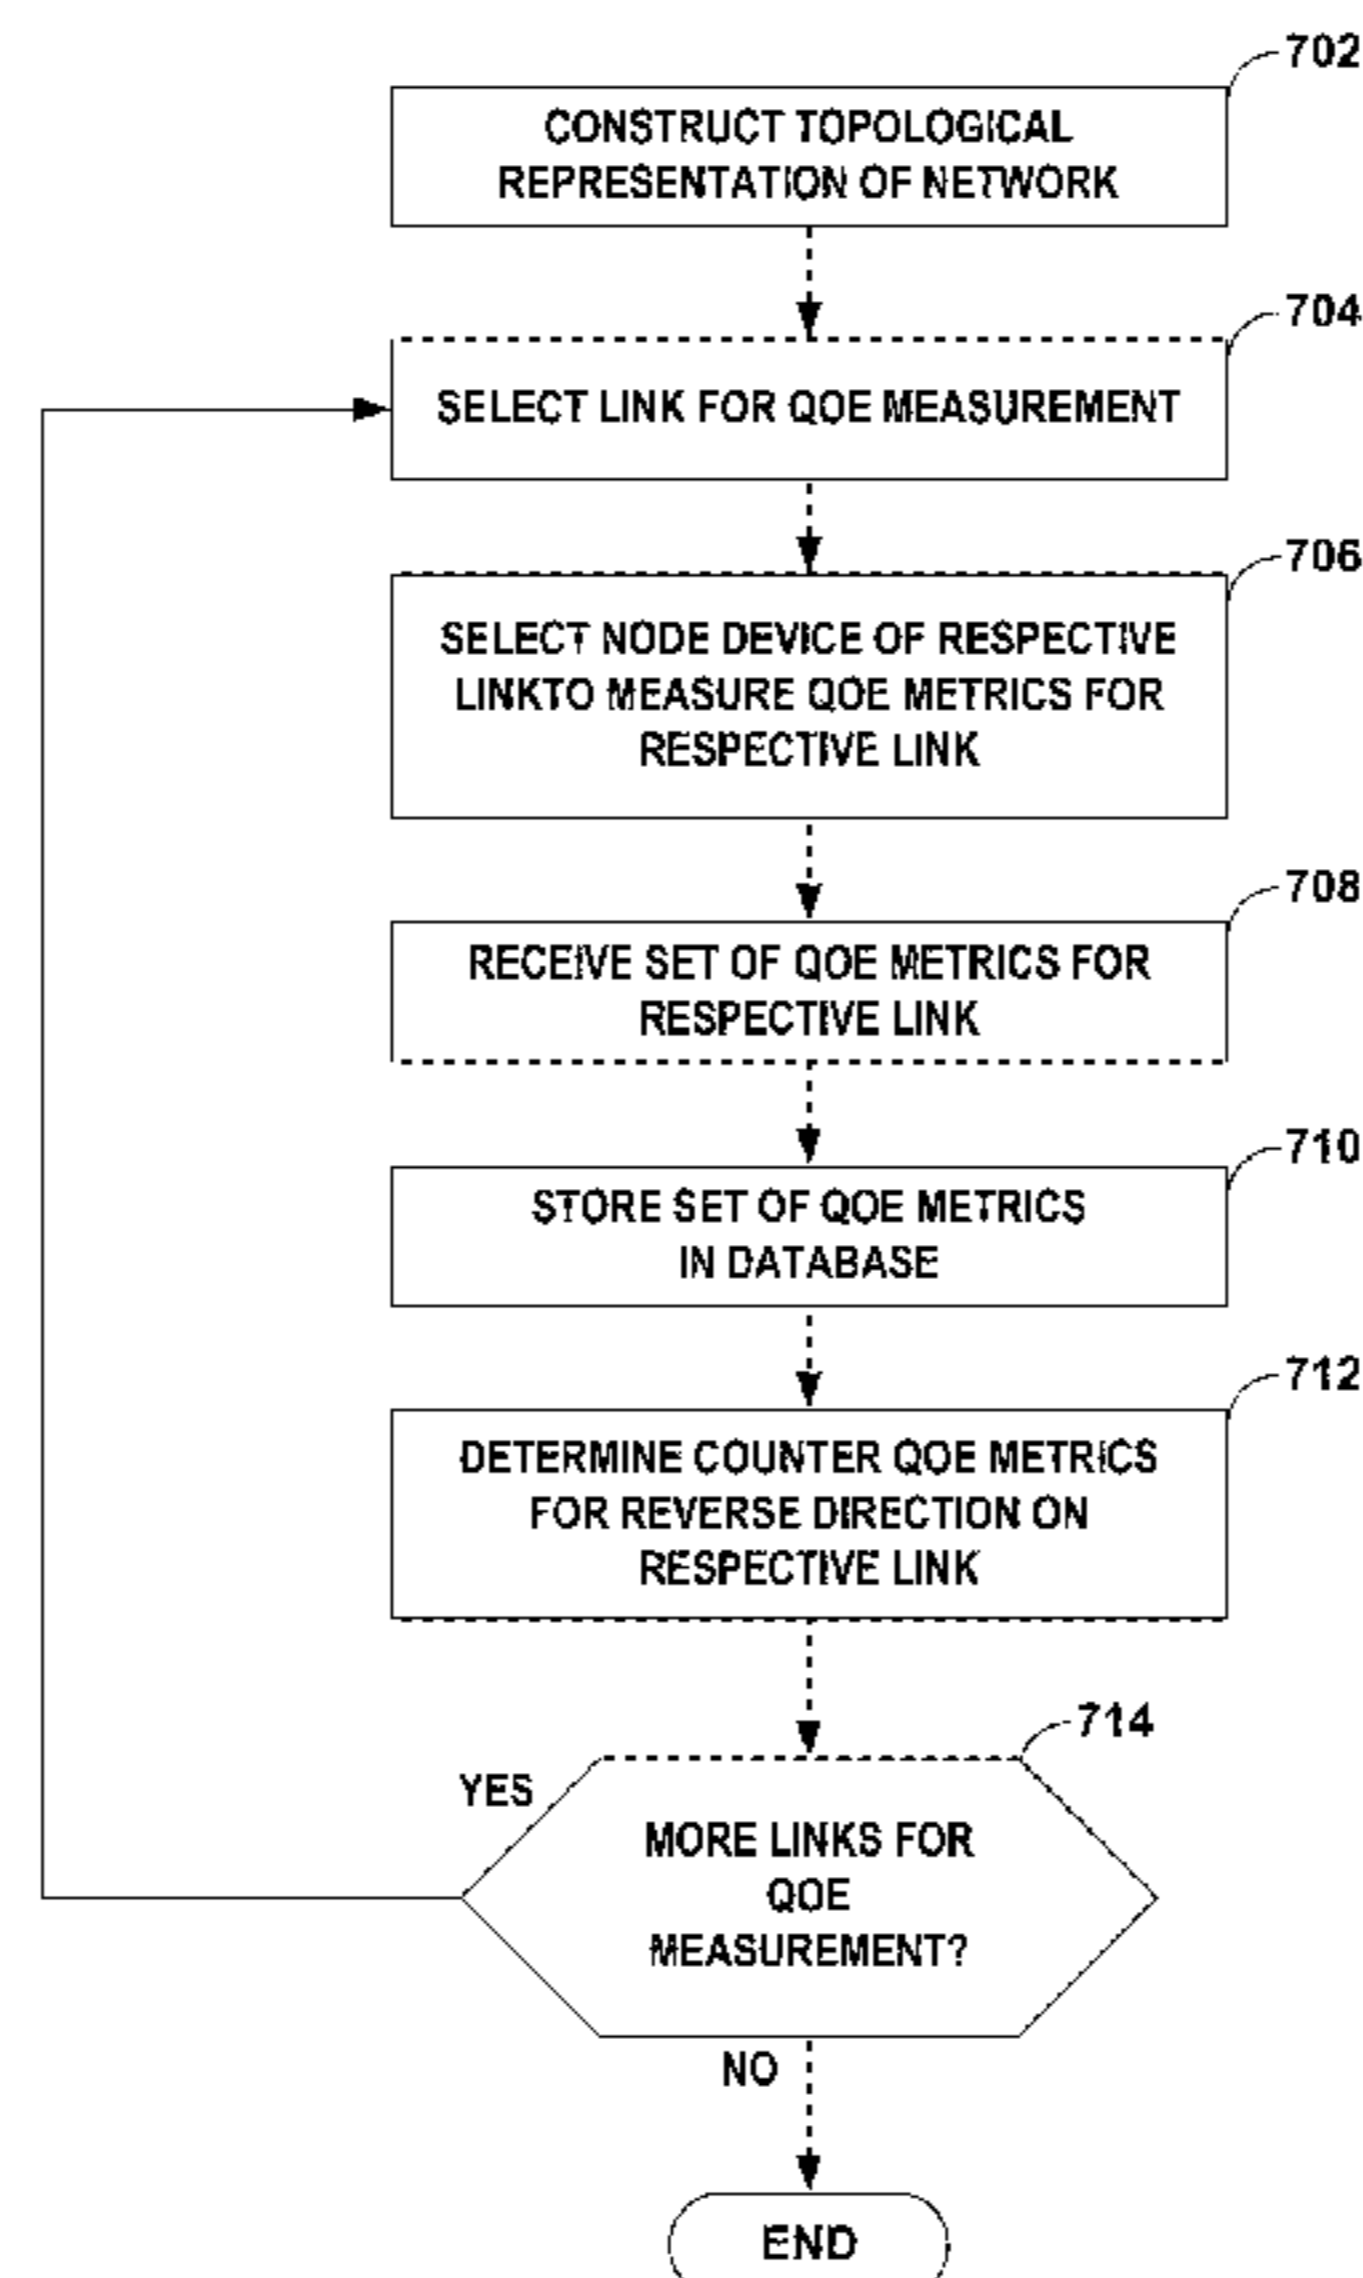 702
CONSTRUCT TOPOLOGICAL
REPRESENTATION OF NETWORK
704
SELECT LINK FOR QOE MEASUREMENT
706
SELECT NODE DEVICE OF RESPECTIVE
LINKTO MEASURE QOE METRICS FOR
RESPECTIVE LINK
708
RECEIVE SET OF QOE METRICS FOR
RESPECTIVE LINK
710
STORE SET OF QOE METRICS
IN DATABASE
712
DETERMINE COUNTER QOE METRICS
FOR REVERSE DIRECTION ON
RESPECTIVE LINK
714
YES
MORE LINKS FOR
QOE
MEASUREMENT?
NO
END